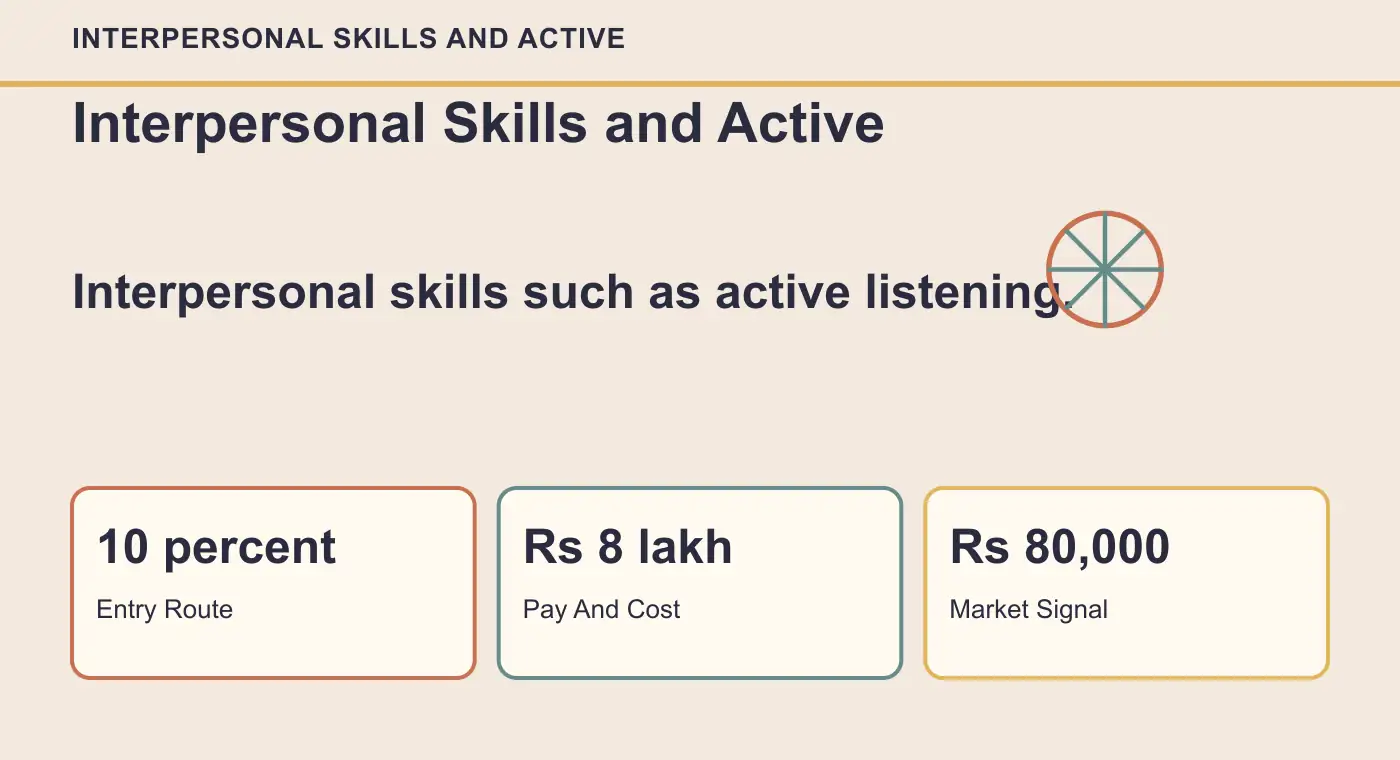 INTERPERSONAL SKILLS AND ACTIVE
Interpersonal Skills and Active
Interpersonal skills such as active listening.
10 percent
Entry Route
Rs 8 lakh
Pay And Cost
Rs 80,000
Market Signal